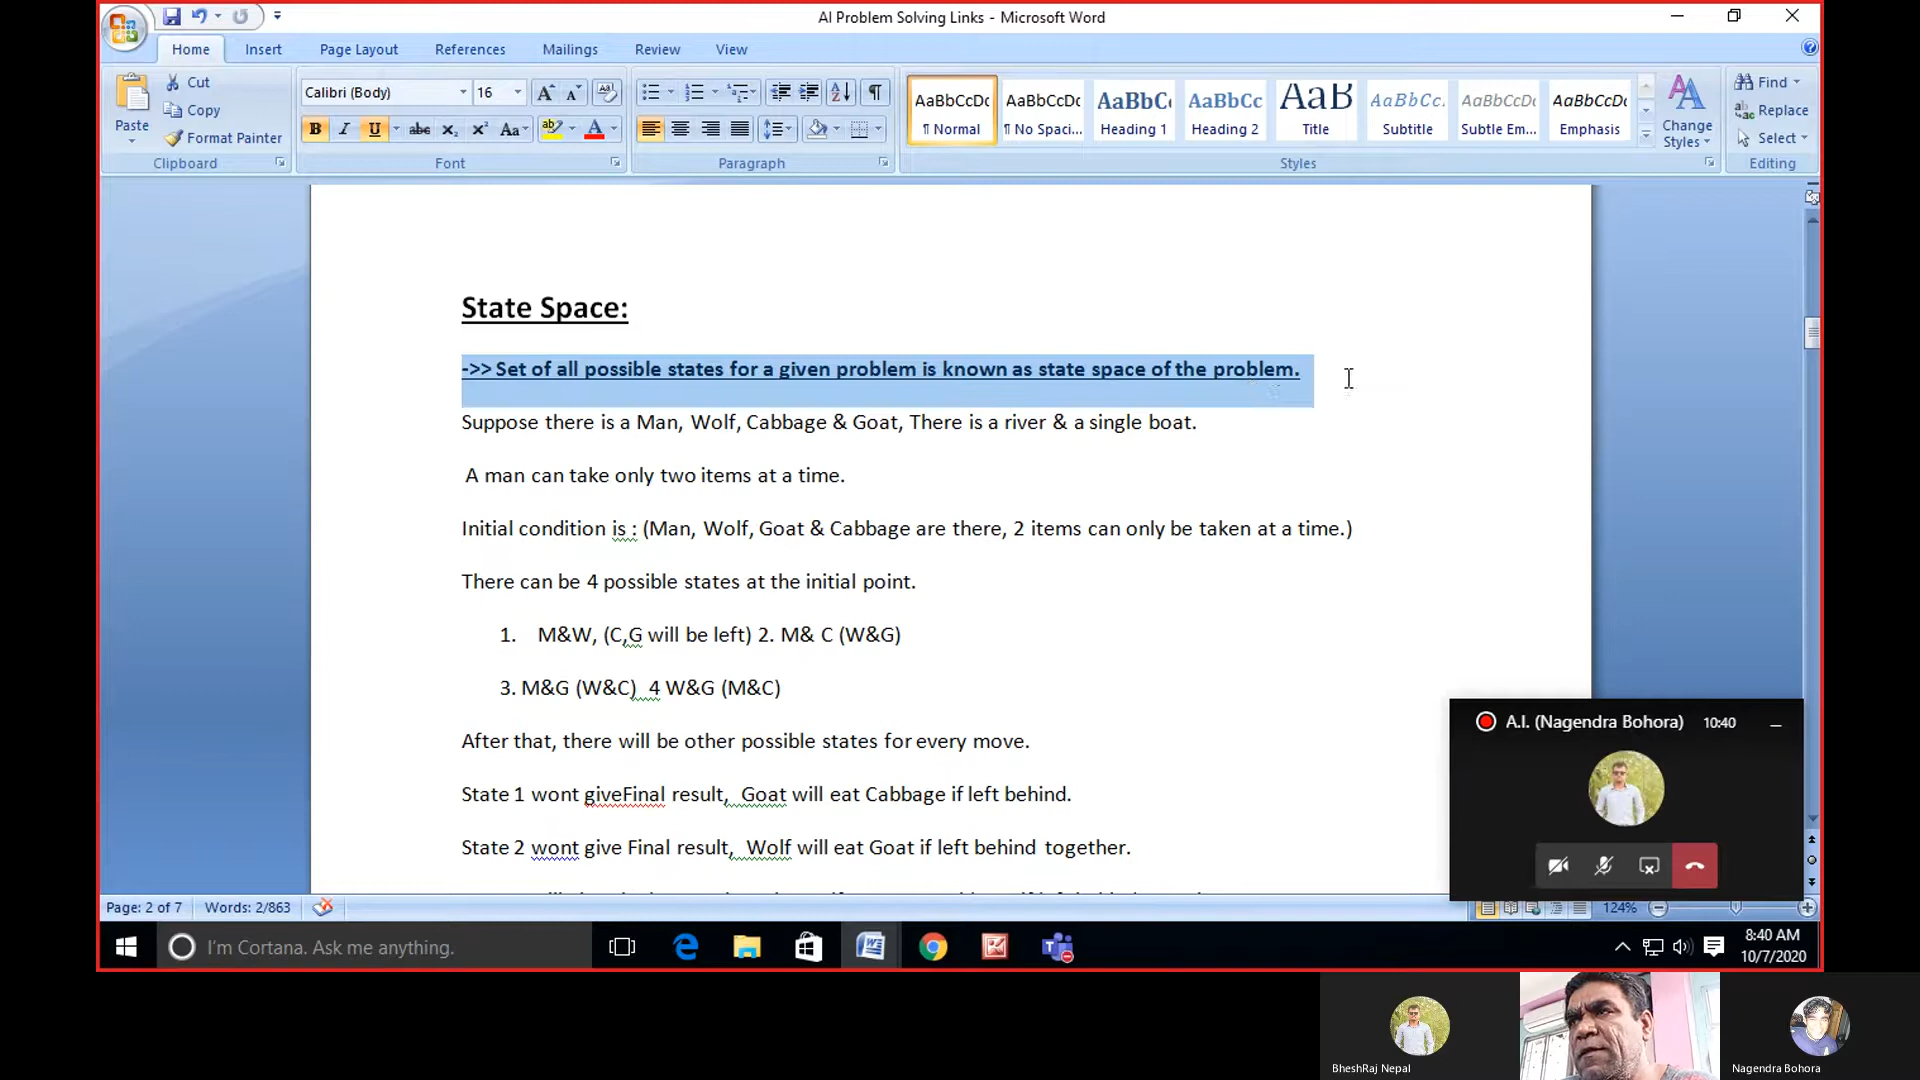 AI Problem Solving Links - Microsoft Word
Home Insert Page Layout References Mailings Review View
Paste
Cut
Copy
Format Painter
Clipboard
Calibri (Body) 16
Font
Paragraph
AaBbCcDc AaBbCcDc AaBbC AaBbCc AaB AaBbCc. AaBbCcDc AaBbCcDc
¶ Normal ¶ No Spaci... Heading 1 Heading 2 Title Subtitle Subtle Em... Emphasis
Change Styles
Styles
Find
Replace
Select
Editing
State Space:
->> Set of all possible states for a given problem is known as state space of the problem.
Suppose there is a Man, Wolf, Cabbage & Goat, There is a river & a single boat.
A man can take only two items at a time.
Initial condition is : (Man, Wolf, Goat & Cabbage are there, 2 items can only be taken at a time.)
There can be 4 possible states at the initial point.
1. M&W, (C,G will be left) 2. M& C (W&G)
3. M&G (W&C) 4 W&G (M&C)
After that, there will be other possible states for every move.
State 1 wont giveFinal result, Goat will eat Cabbage if left behind.
State 2 wont give Final result, Wolf will eat Goat if left behind together.
A.I. (Nagendra Bohora) 10:40
Page: 2 of 7 Words: 2/863
124%
I'm Cortana. Ask me anything.
8:40 AM
10/7/2020
BheshRaj Nepal
Nagendra Bohora